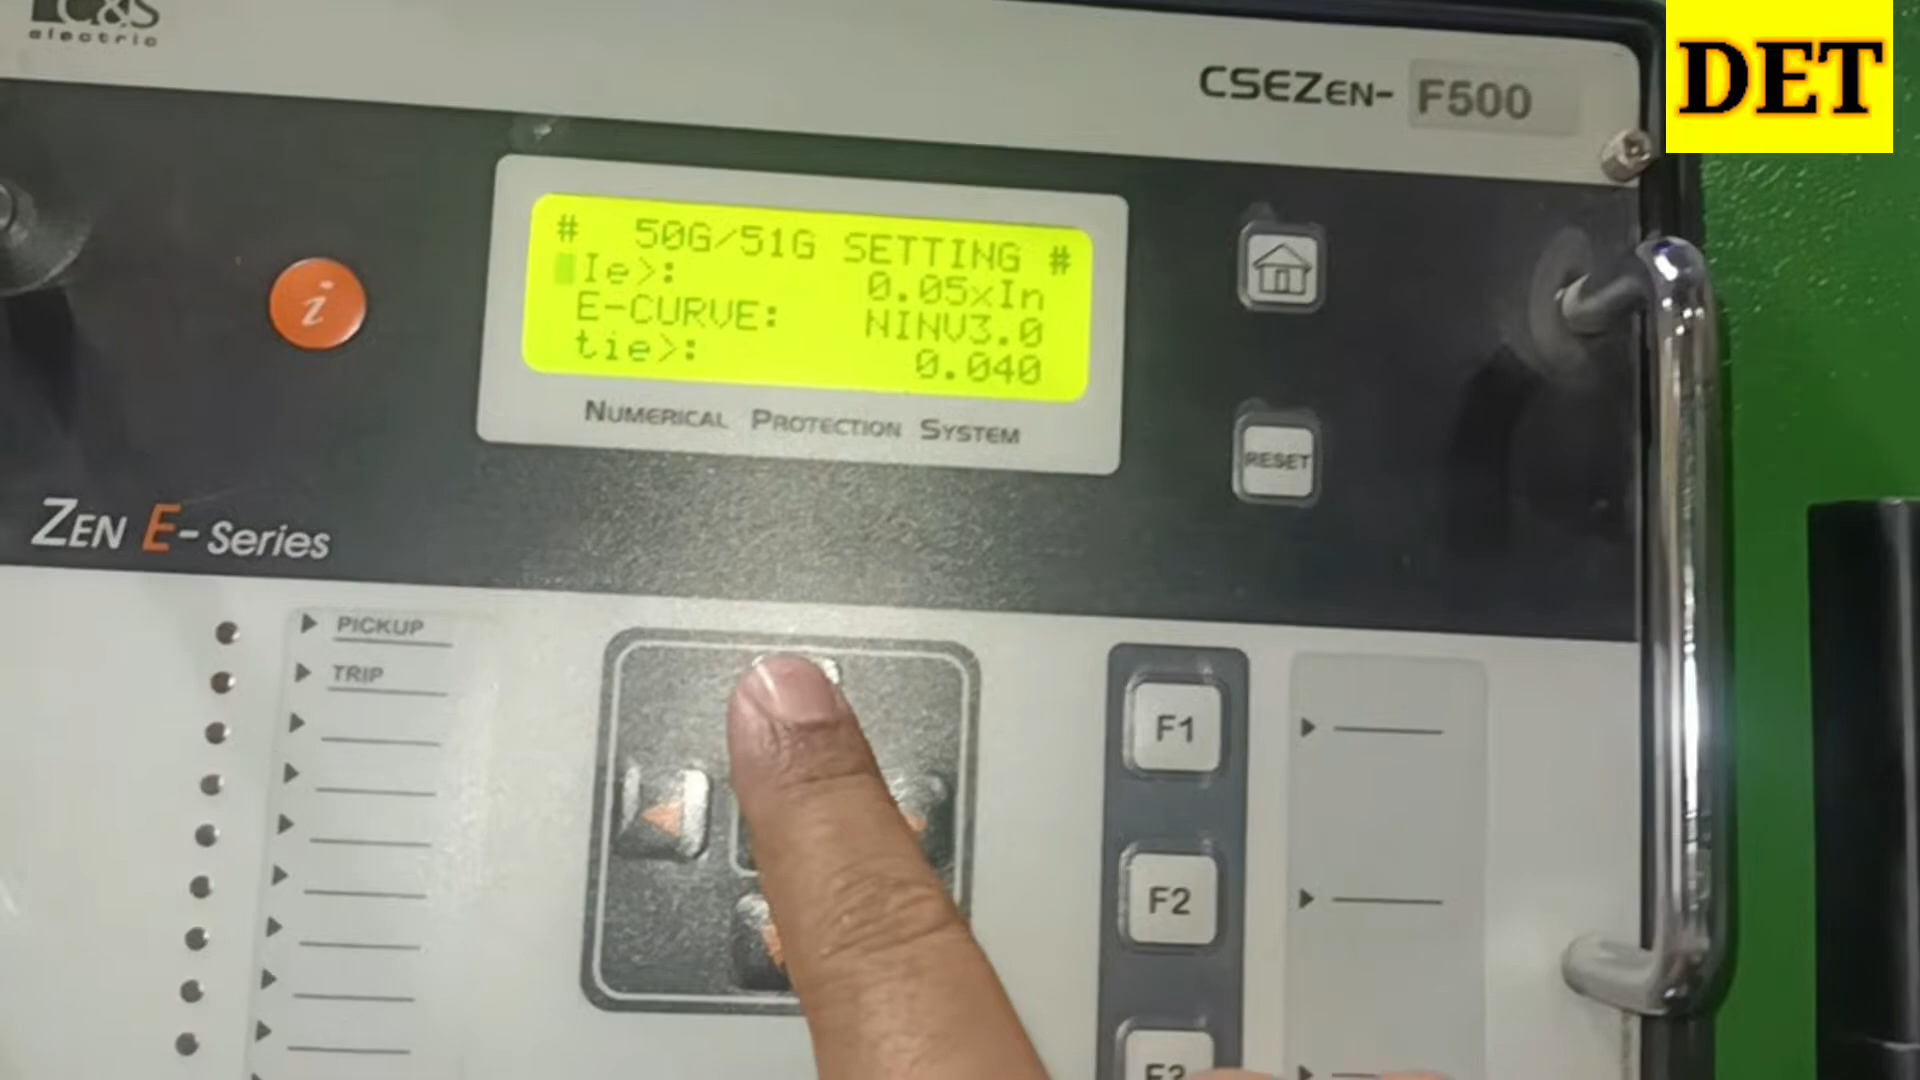 C&S
electric
CSEZEN- F500
DET
# 50G/51G SETTING #
Ie>: 0.05xIn
E-CURVE: NINV3.0
tie>: 0.040
NUMERICAL PROTECTION SYSTEM
i
RESET
ZEN E-Series
PICKUP
TRIP
F1
F2